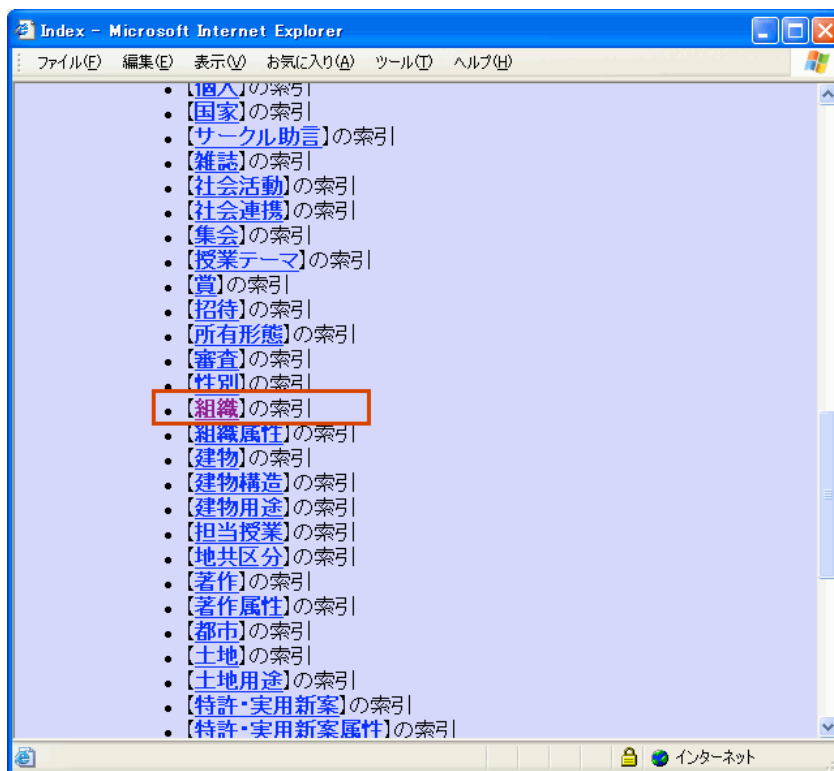 Index - Microsoft Internet Explorer
ファイル(F) 編集(E) 表示(V) お気に入り(A) ツール(T) ヘルプ(H)
• 【個人】の索引
• 【国家】の索引
• 【サークル助言】の索引
• 【雑誌】の索引
• 【社会活動】の索引
• 【社会連携】の索引
• 【集会】の索引
• 【授業テーマ】の索引
• 【賞】の索引
• 【招待】の索引
• 【所有形態】の索引
• 【審査】の索引
• 【性別】の索引
• 【組織】の索引
• 【組織属性】の索引
• 【建物】の索引
• 【建物構造】の索引
• 【建物用途】の索引
• 【担当授業】の索引
• 【地共区分】の索引
• 【著作】の索引
• 【著作属性】の索引
• 【都市】の索引
• 【土地】の索引
• 【土地用途】の索引
• 【特許・実用新案】の索引
• 【特許・実用新案属性】の索引
インターネット